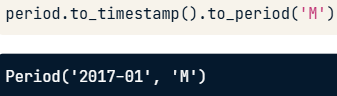 period.to_timestamp().to_period('M')
Period('2017-01', 'M')